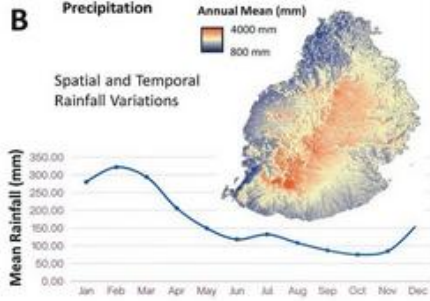 B
Precipitation
Annual Mean (mm)
4000 mm
800 mm
Spatial and Temporal
Rainfall Variations
Mean Rainfall (mm)
350.00
300.00
250.00
200.00
150.00
100.00
50.00
0.00
Jan Feb Mar Apr May Jun Jul Aug Sep Oct Nov Dec